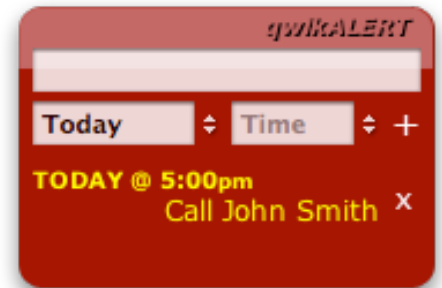 qwikALERT
Today Time +
TODAY @ 5:00pm
Call John Smith x